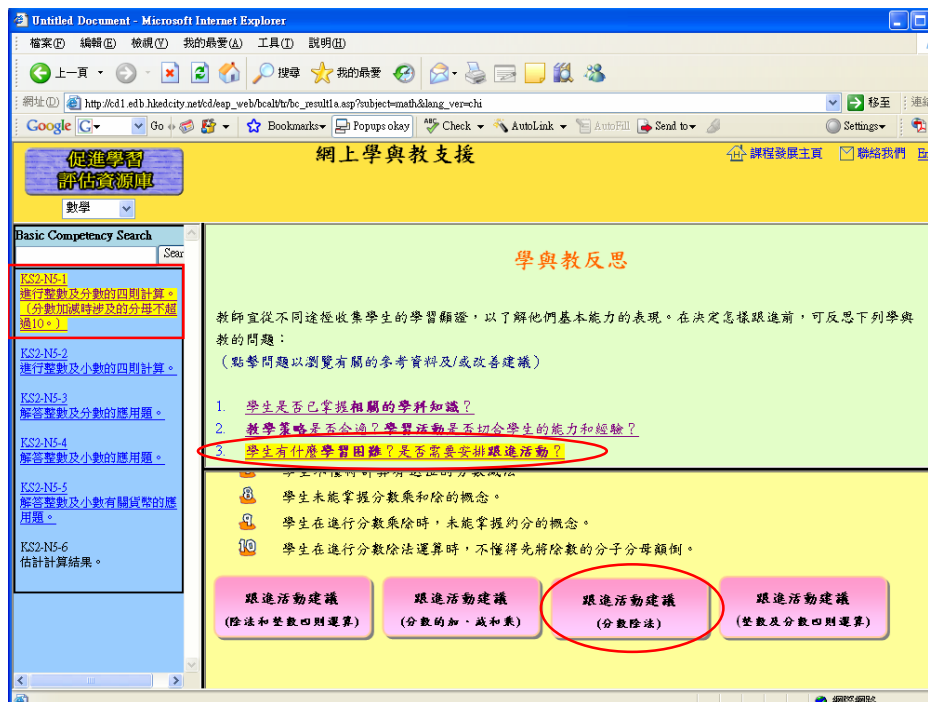 Untitled Document - Microsoft Internet Explorer
檔案(F) 編輯(E) 檢視(V) 我的最愛(A) 工具(T) 說明(H)
上一頁 搜尋 我的最愛
網址(D) http://cd1.edb.hkedcity.net/cd/eap_web/bcalt/tr/bc_result1a.asp?subject=math&lang_ver=chi 移至 連結
Google G Go Bookmarks Popups okay Check AutoLink AutoFill Send to Settings
促進學習
評估資源庫
數學
網上學與教支援
課程發展主頁 聯絡我們 En
Basic Competency Search
Sear
KS2-N5-1
進行整數及分數的四則計算。
(分數加減時涉及的分母不超
過10。)
KS2-N5-2
進行整數及小數的四則計算。
KS2-N5-3
解答整數及分數的應用題。
KS2-N5-4
解答整數及小數的應用題。
KS2-N5-5
解答整數及小數有關貨幣的應
用題。
KS2-N5-6
估計計算結果。
學與教反思
教師宜從不同途徑收集學生的學習顯證,以了解他們基本能力的表現。在決定怎樣跟進前,可反思下列學與
教的問題:
(點擊問題以瀏覽有關的參考資料及/或改善建議)
1. 學生是否已掌握相關的學科知識?
2. 教學策略是否合適?學習活動是否切合學生的能力和經驗?
3. 學生有什麼學習困難?是否需要安排跟進活動?
8 學生未能掌握分數乘和除的概念。
9 學生在進行分數乘除時,未能掌握約分的概念。
10 學生在進行分數除法運算時,不懂得先將除數的分子分母顛倒。
跟進活動建議
(除法和整數四則運算)
跟進活動建議
(分數的加、減和乘)
跟進活動建議
(分數除法)
跟進活動建議
(整數及分數四則運算)